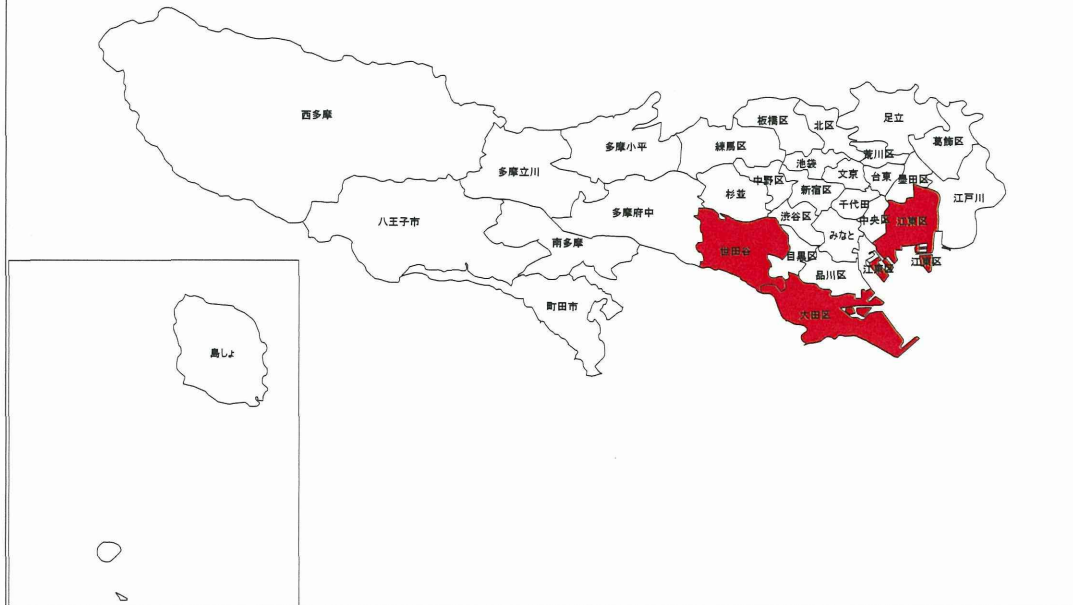 西多摩
多摩立川
多摩小平
練馬区
板橋区
北区
足立
葛飾区
荒川区
池袋
文京
台東
墨田区
江戸川
中野区
杉並
新宿区
千代田
中央区
江東区
渋谷区
みなと
八王子市
多摩府中
南多摩
世田谷
目黒区
品川区
江東区
江東区
町田市
大田区
島しょ